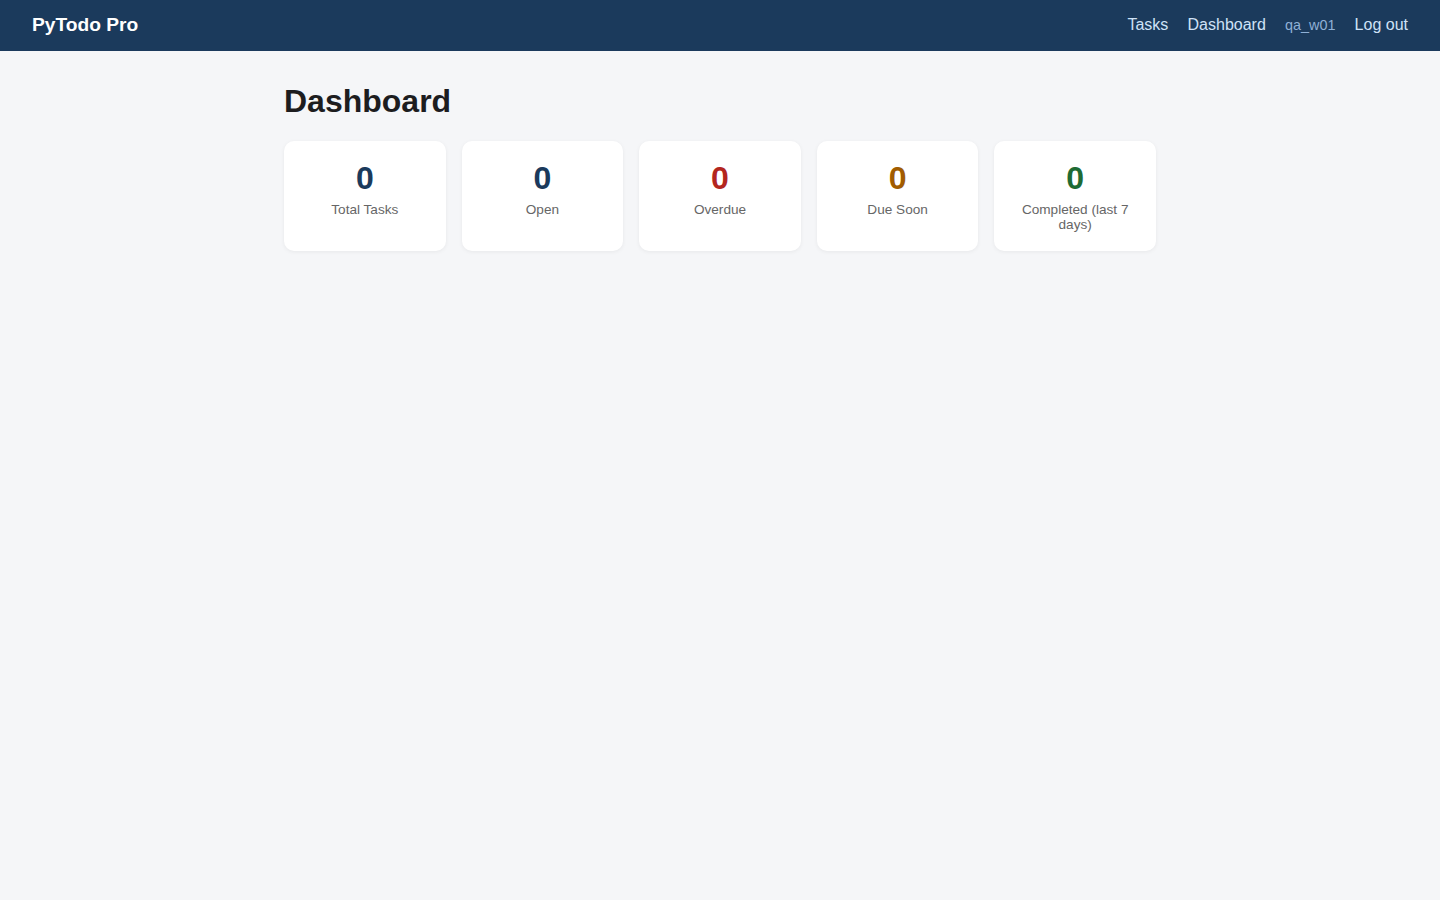 PyTodo Pro
Tasks Dashboard qa_w01 Log out
Dashboard
0
Total Tasks
0
Open
0
Overdue
0
Due Soon
0
Completed (last 7
days)